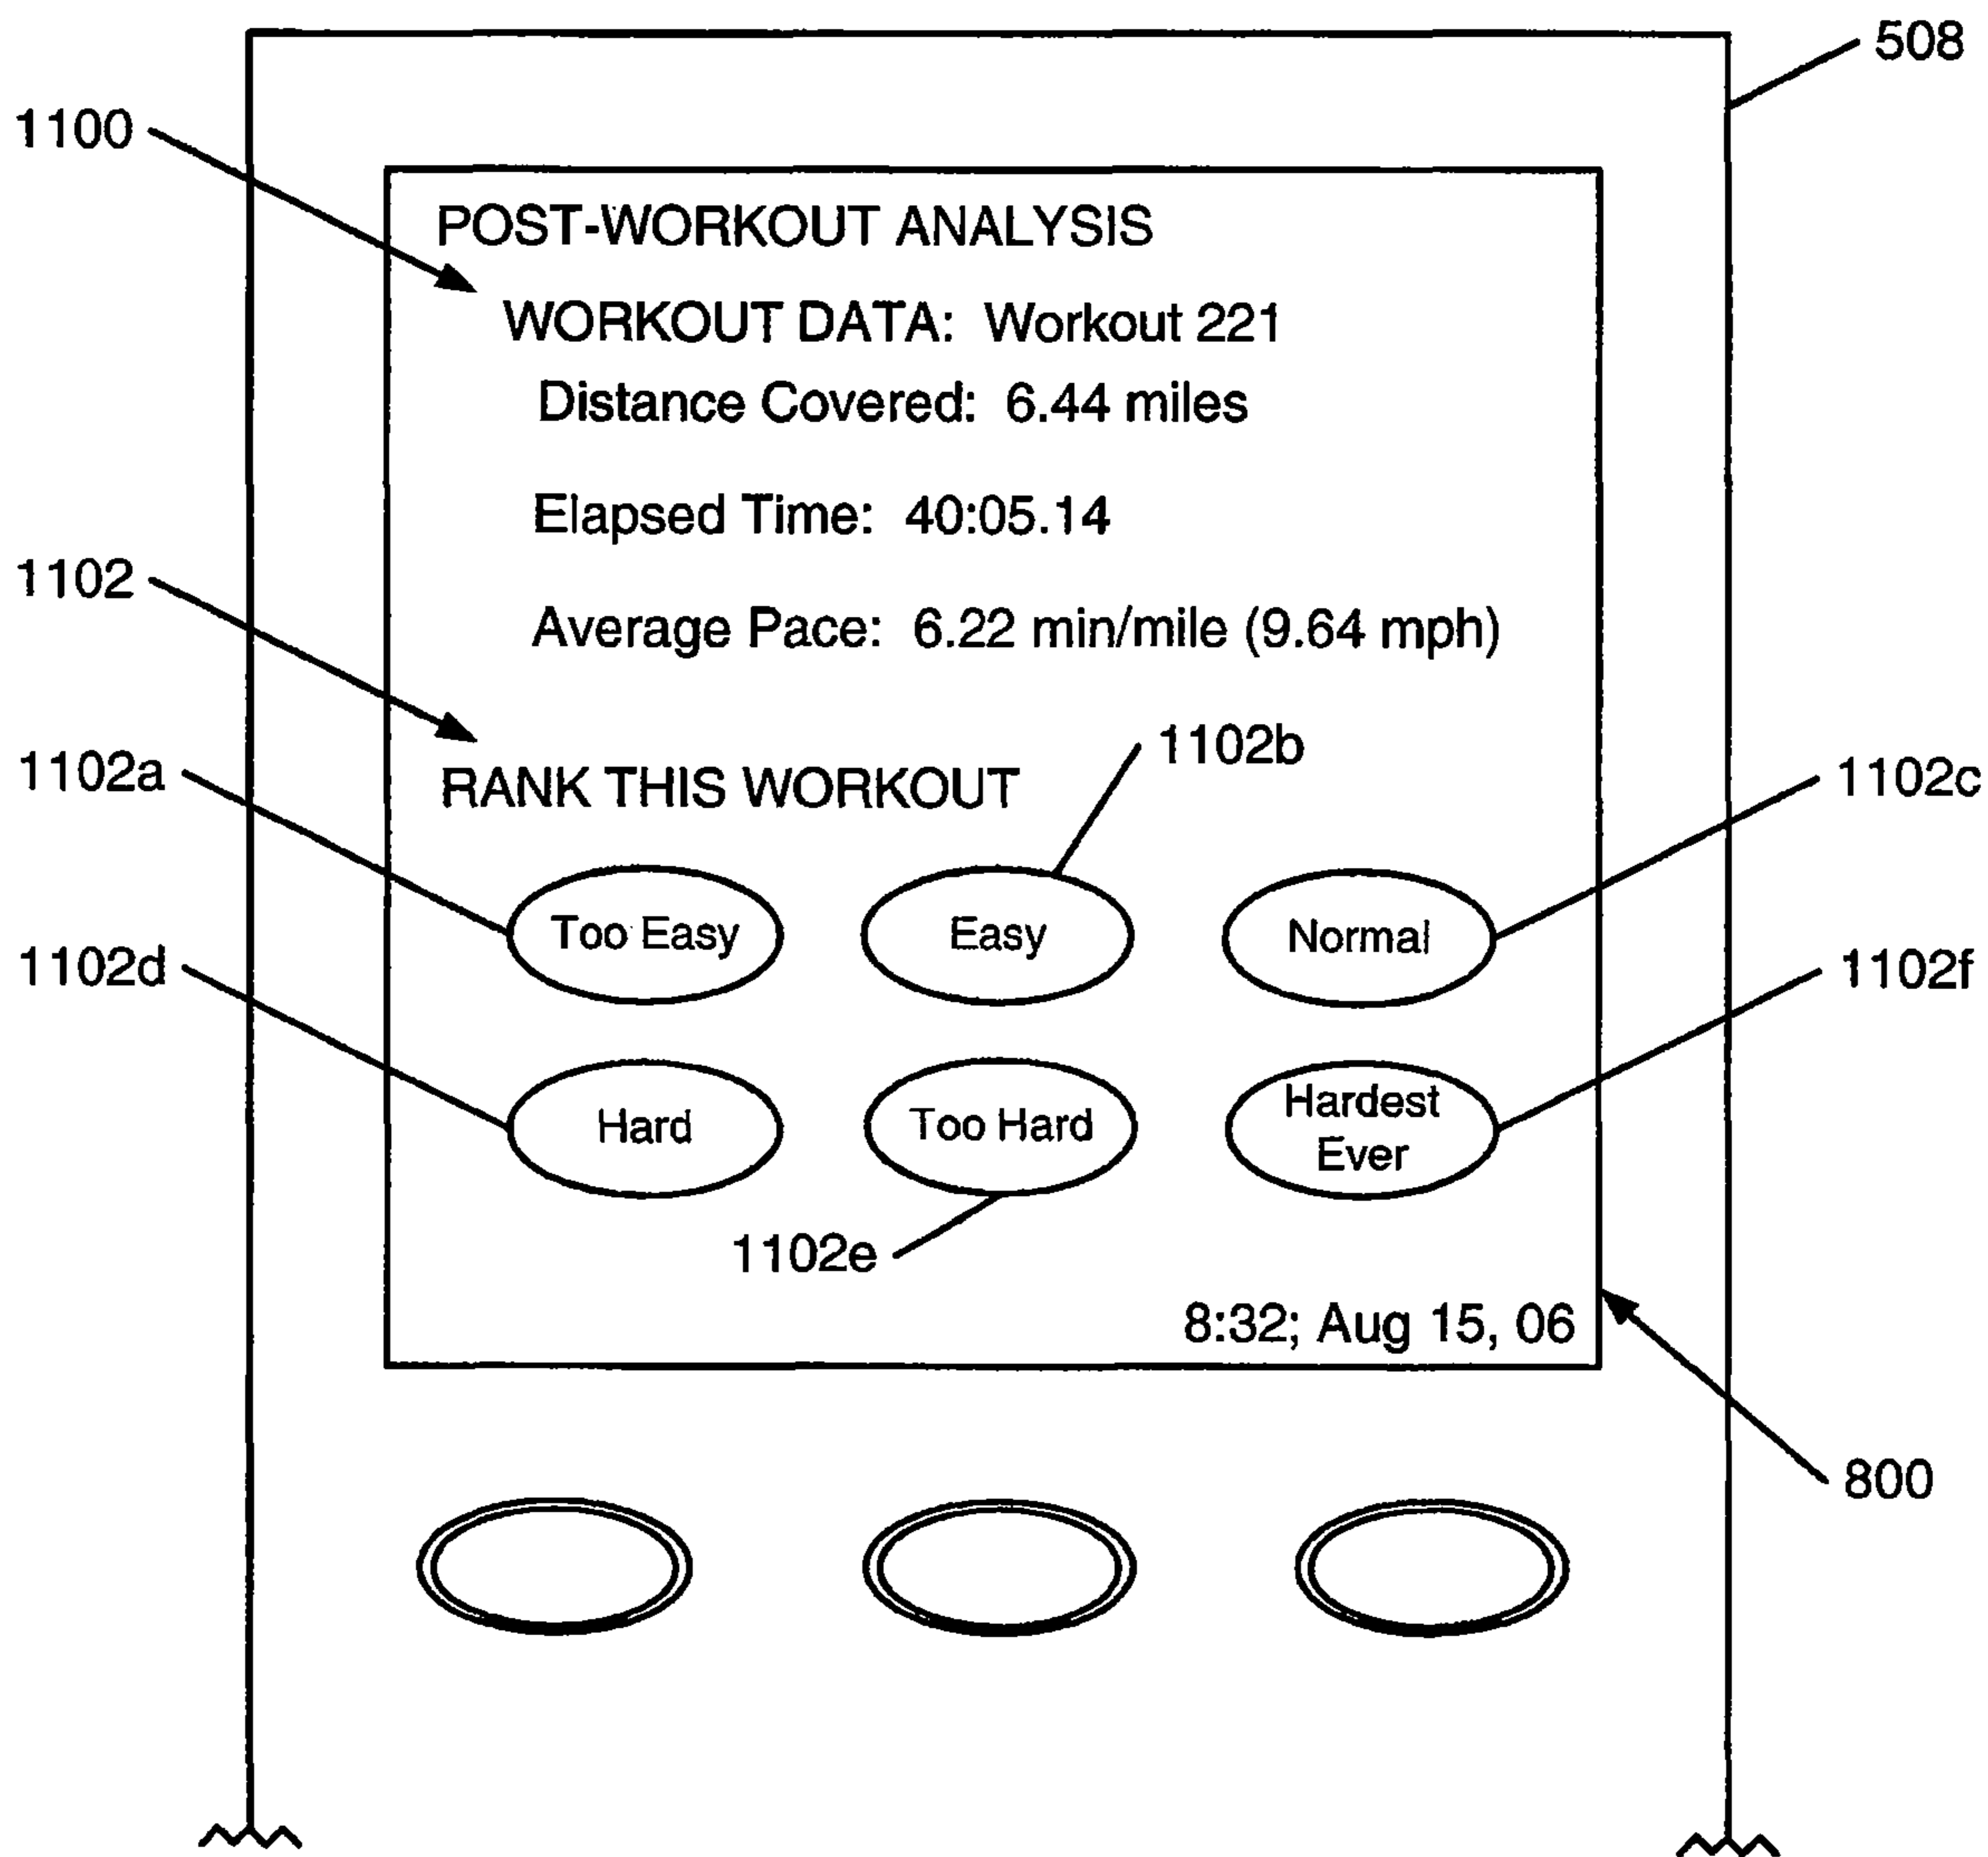 508
1100
POST-WORKOUT ANALYSIS
WORKOUT DATA: Workout 221
Distance Covered: 6.44 miles
Elapsed Time: 40:05.14
1102
Average Pace: 6.22 min/mile (9.64 mph)
1102b
1102a
RANK THIS WORKOUT
1102c
Too Easy
Easy
Normal
1102d
1102f
Hard
Too Hard
Hardest
Ever
1102e
8:32; Aug 15, 06
800